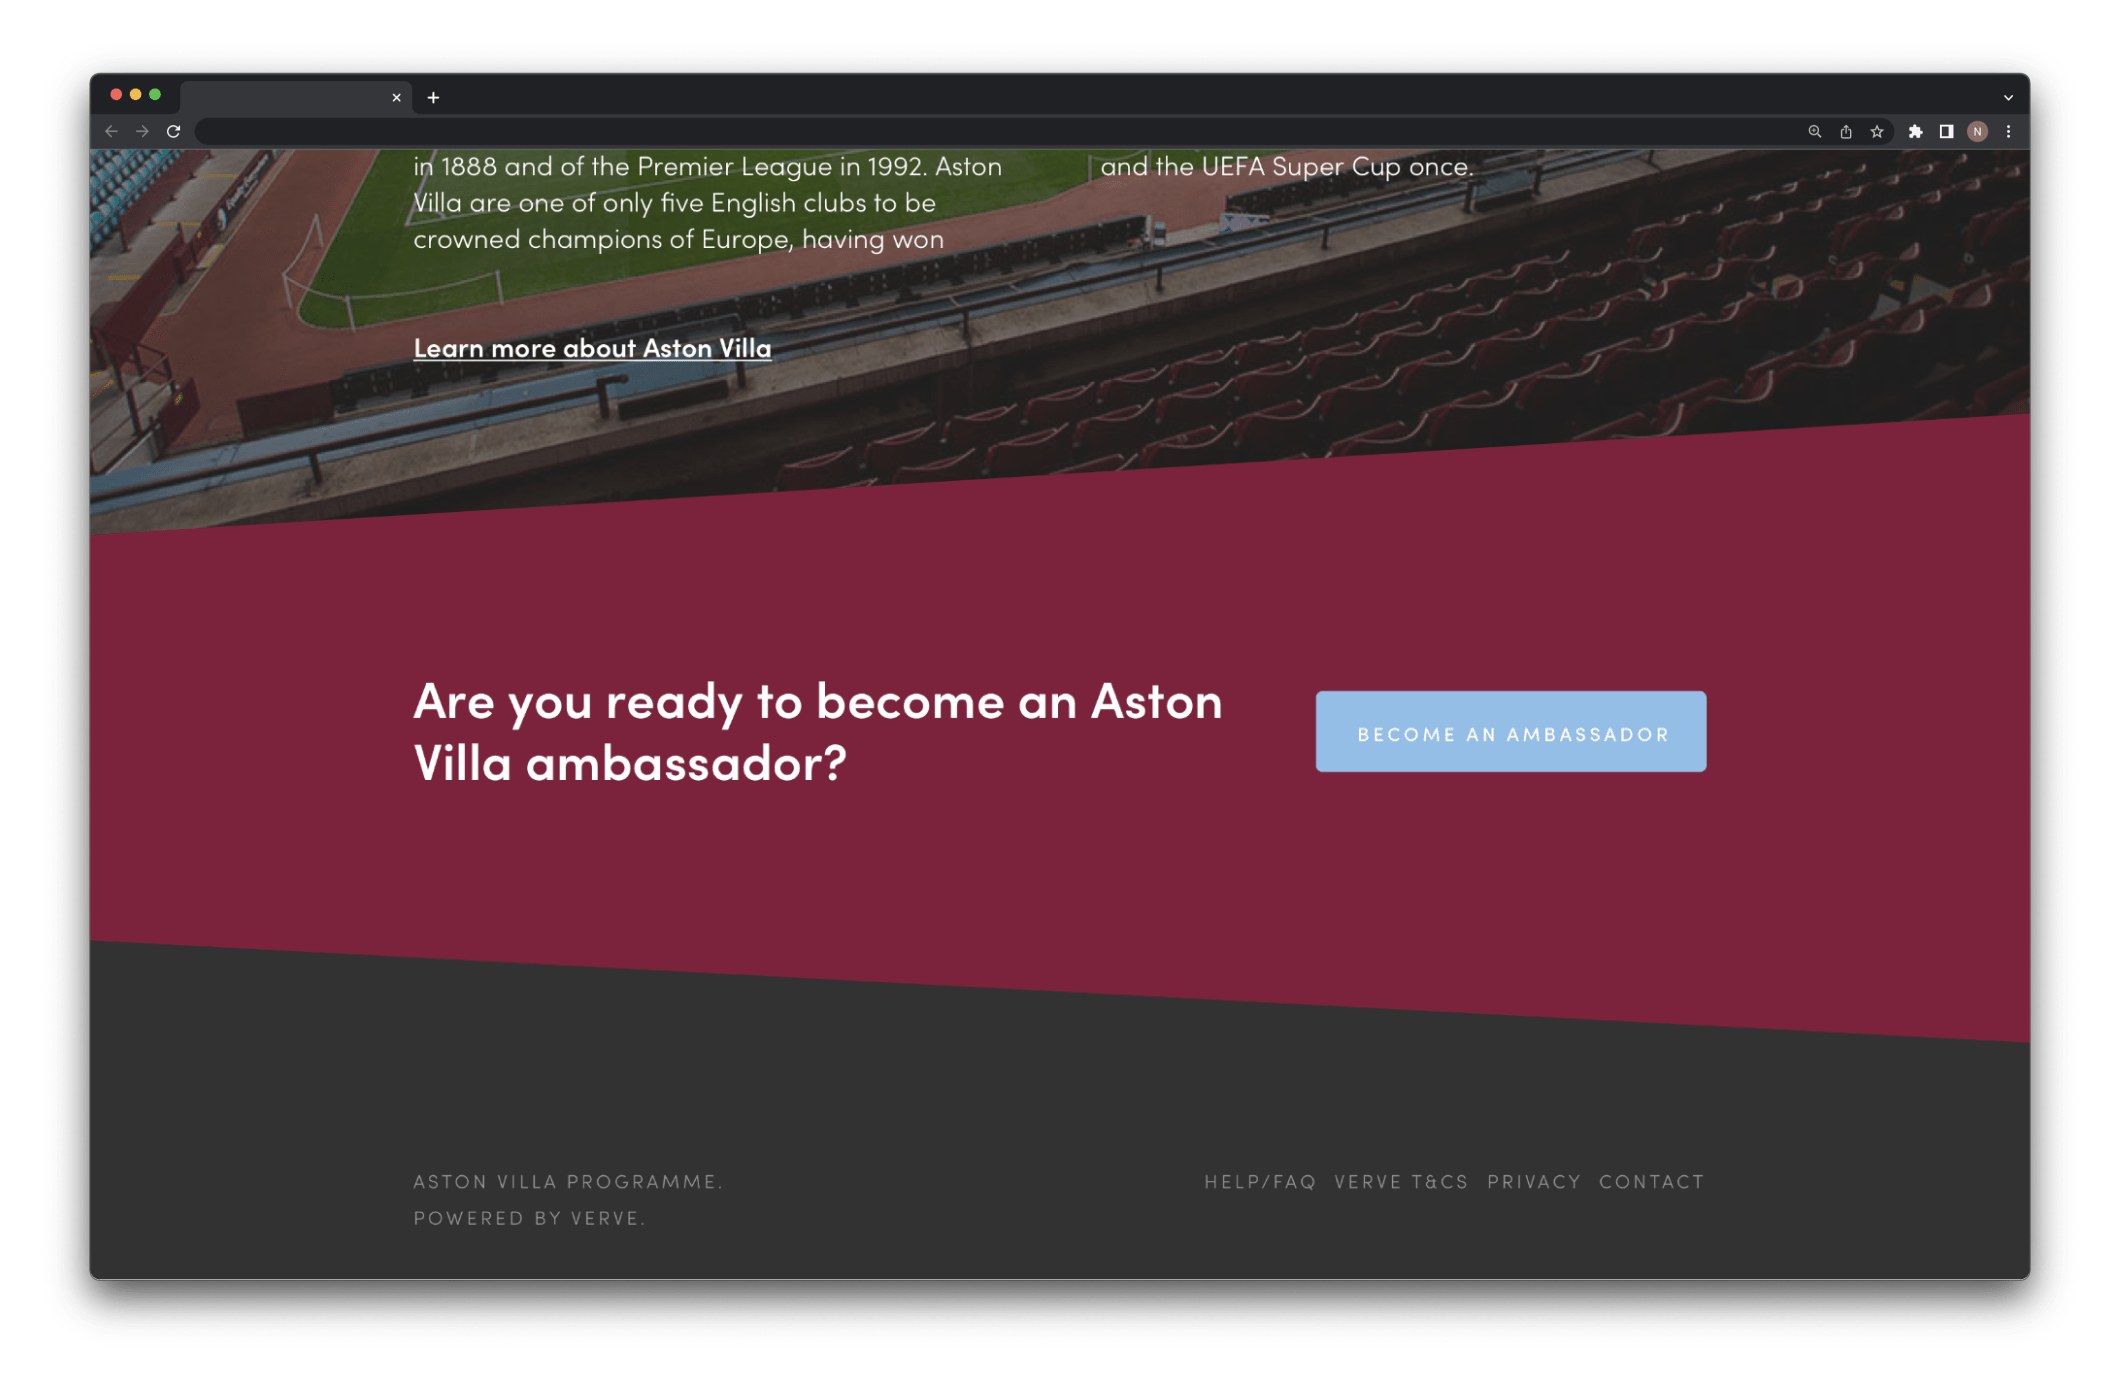 N
in 1888 and of the Premier League in 1992. Aston
Villa are one of only five English clubs to be
crowned champions of Europe, having won
and the UEFA Super Cup once.
Learn more about Aston Villa
Are you ready to become an Aston
Villa ambassador?
BECOME AN AMBASSADOR
ASTON VILLA PROGRAMME.
POWERED BY VERVE.
HELP/FAQ VERVE T&CS PRIVACY CONTACT